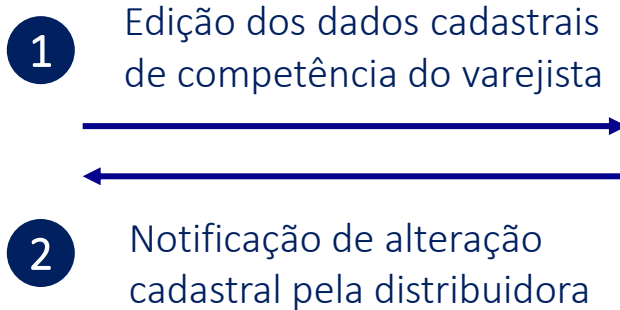 1
Edição dos dados cadastrais
de competência do varejista
2
Notificação de alteração
cadastral pela distribuidora